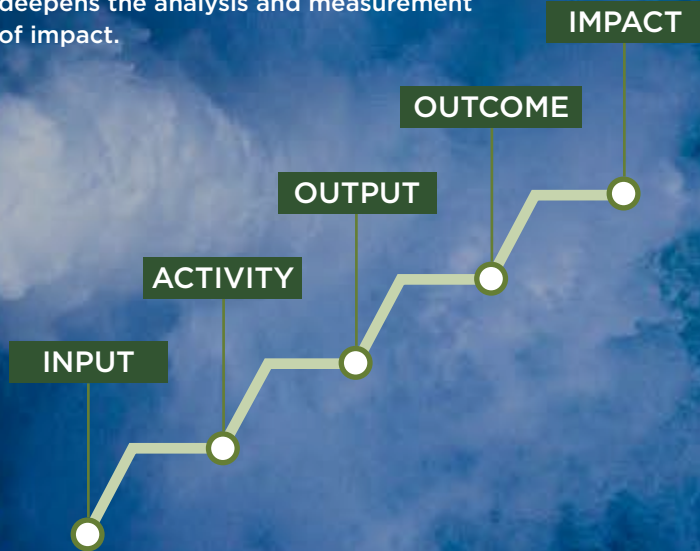 deepens the analysis and measurement
of impact.
IMPACT
OUTCOME
OUTPUT
ACTIVITY
INPUT